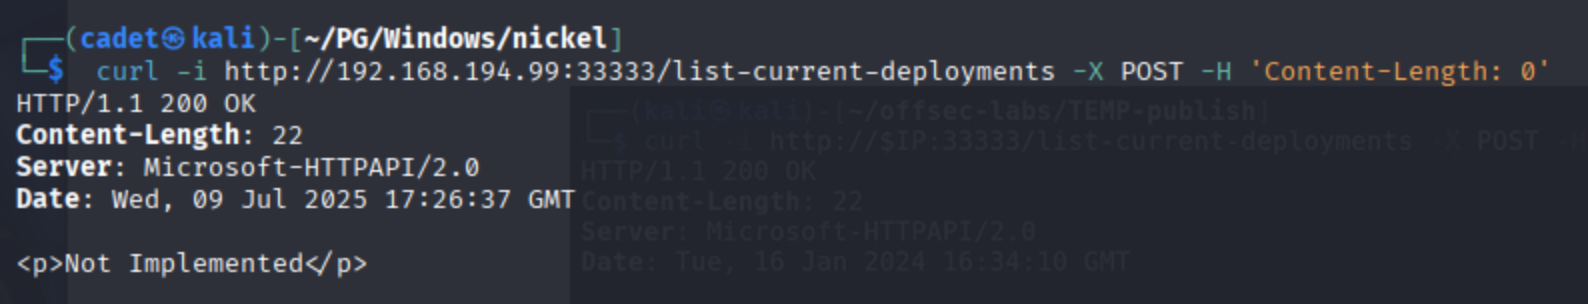 ┌──(cadet㉿kali)-[~/PG/Windows/nickel]
└─$ curl -i http://192.168.194.99:33333/list-current-deployments -X POST -H 'Content-Length: 0'
HTTP/1.1 200 OK
Content-Length: 22
Server: Microsoft-HTTPAPI/2.0
Date: Wed, 09 Jul 2025 17:26:37 GMT
<p>Not Implemented</p>
┌──(kali㉿kali)-[~/offsec-labs/TEMP-publish]
└─$ curl -i http://$IP:33333/list-current-deployments -X POST -H
HTTP/1.1 200 OK
Content-Length: 22
Server: Microsoft-HTTPAPI/2.0
Date: Tue, 16 Jan 2024 16:34:10 GMT